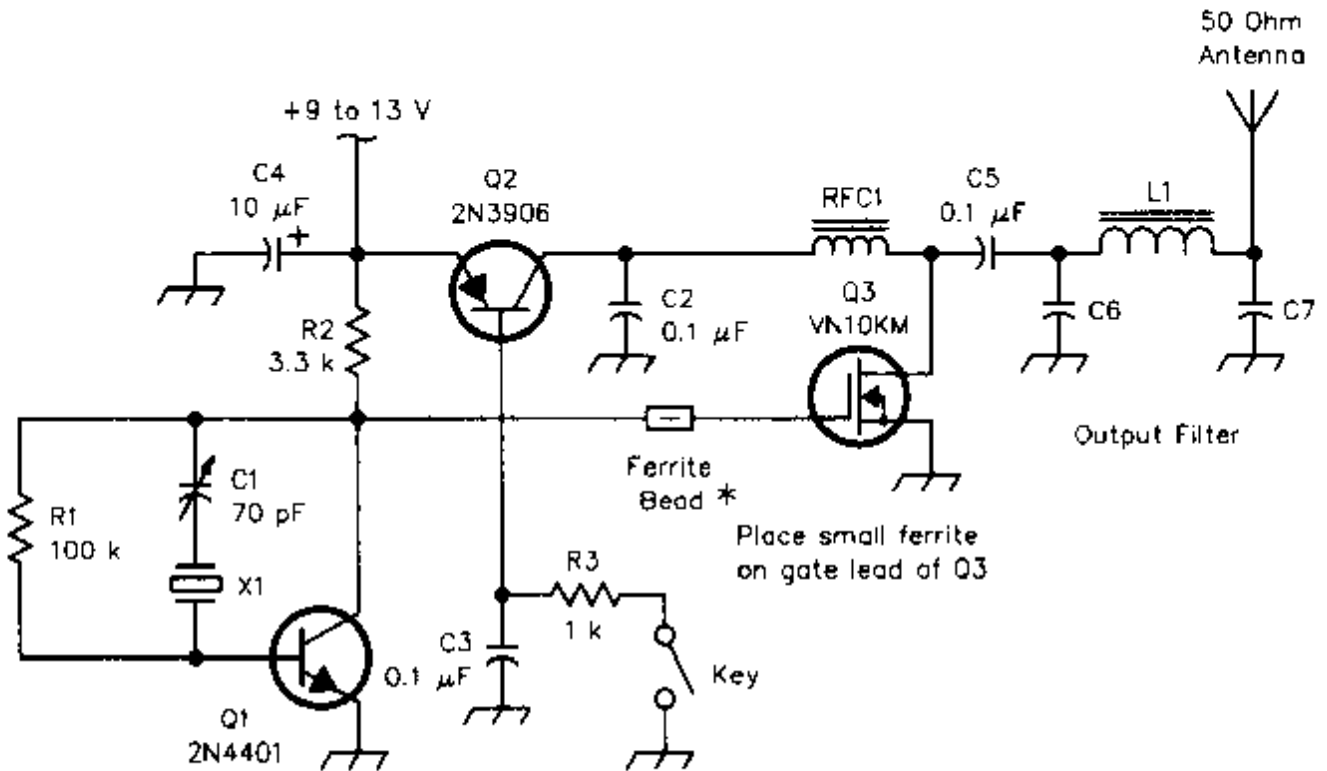 50 Ohm
Antenna
+9 to 13 V
C4
10 µF
+
Q2
2N3906
RFC1
C5
0.1 µF
L1
R2
3.3 k
C2
0.1 µF
Q3
VN10KM
C6
C7
Output Filter
C1
70 pF
R1
100 k
X1
Ferrite
Bead *
Place small ferrite
on gate lead of Q3
R3
1 k
C3
0.1 µF
Key
Q1
2N4401